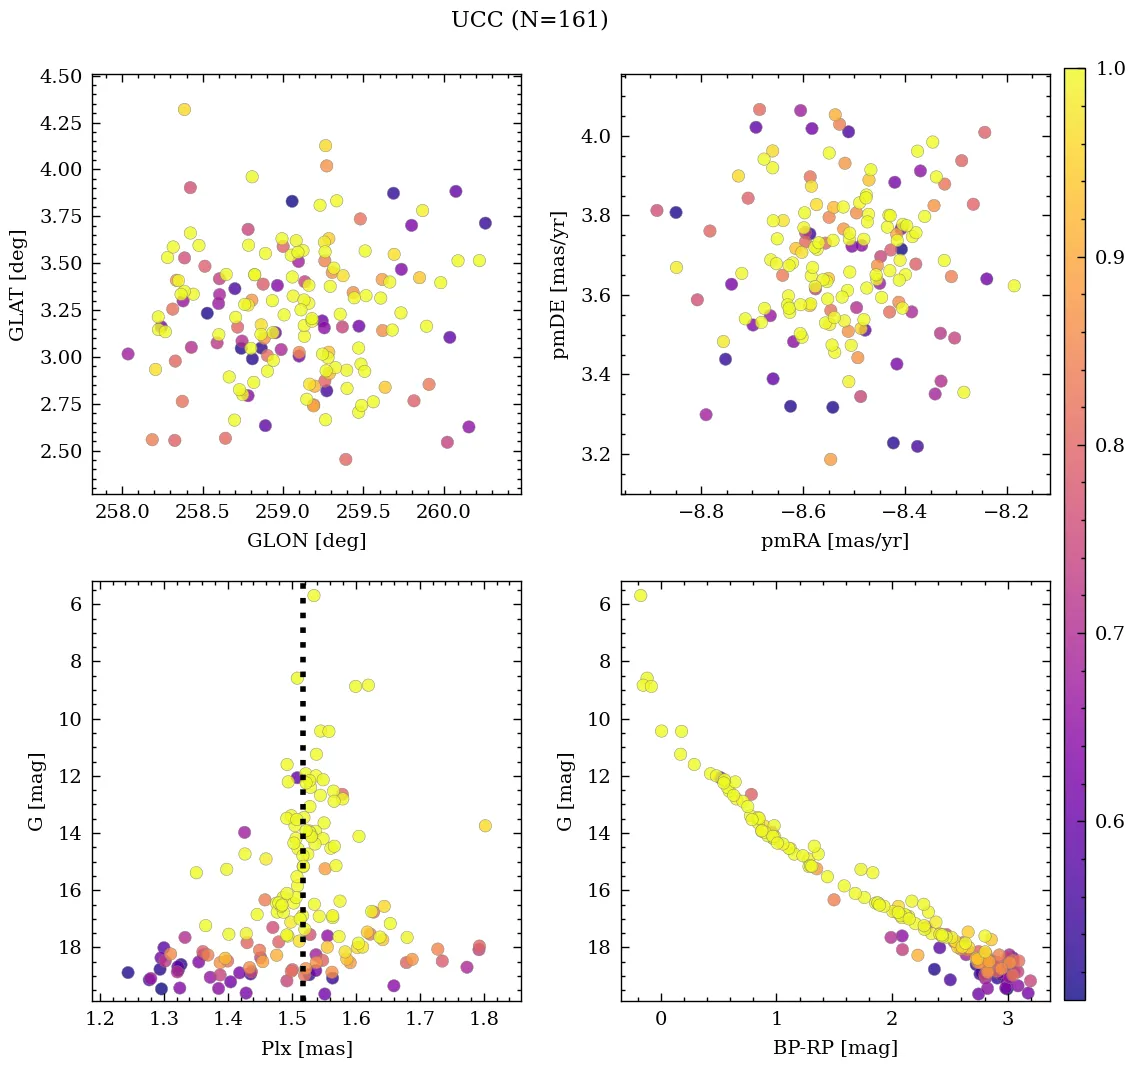 UCC (N=161)
4.50
4.25
4.00
3.75
3.50
3.25
3.00
2.75
2.50
GLAT [deg]
258.0 258.5 259.0 259.5 260.0
GLON [deg]
4.0
3.8
3.6
3.4
3.2
pmDE [mas/yr]
−8.8 −8.6 −8.4 −8.2
pmRA [mas/yr]
6
8
10
12
14
16
18
G [mag]
1.2 1.3 1.4 1.5 1.6 1.7 1.8
Plx [mas]
6
8
10
12
14
16
18
G [mag]
0 1 2 3
BP-RP [mag]
1.0
0.9
0.8
0.7
0.6